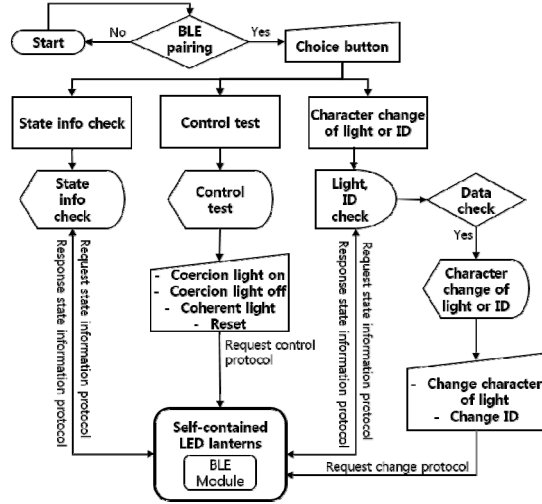 Start
No
BLE
pairing
Yes
Choice button
State info check
Control test
Character change
of light or ID
State
info
check
Control
test
Light,
ID
check
Data
check
Yes
Character
change of
light or ID
Request state information protocol
Response state information protocol
- Coercion light on
- Coercion light off
- Coherent light
- Reset
Request control
protocol
Request state information protocol
Response state information protocol
- Change character
of light
- Change ID
Self-contained
LED lanterns
BLE
Module
Request change protocol